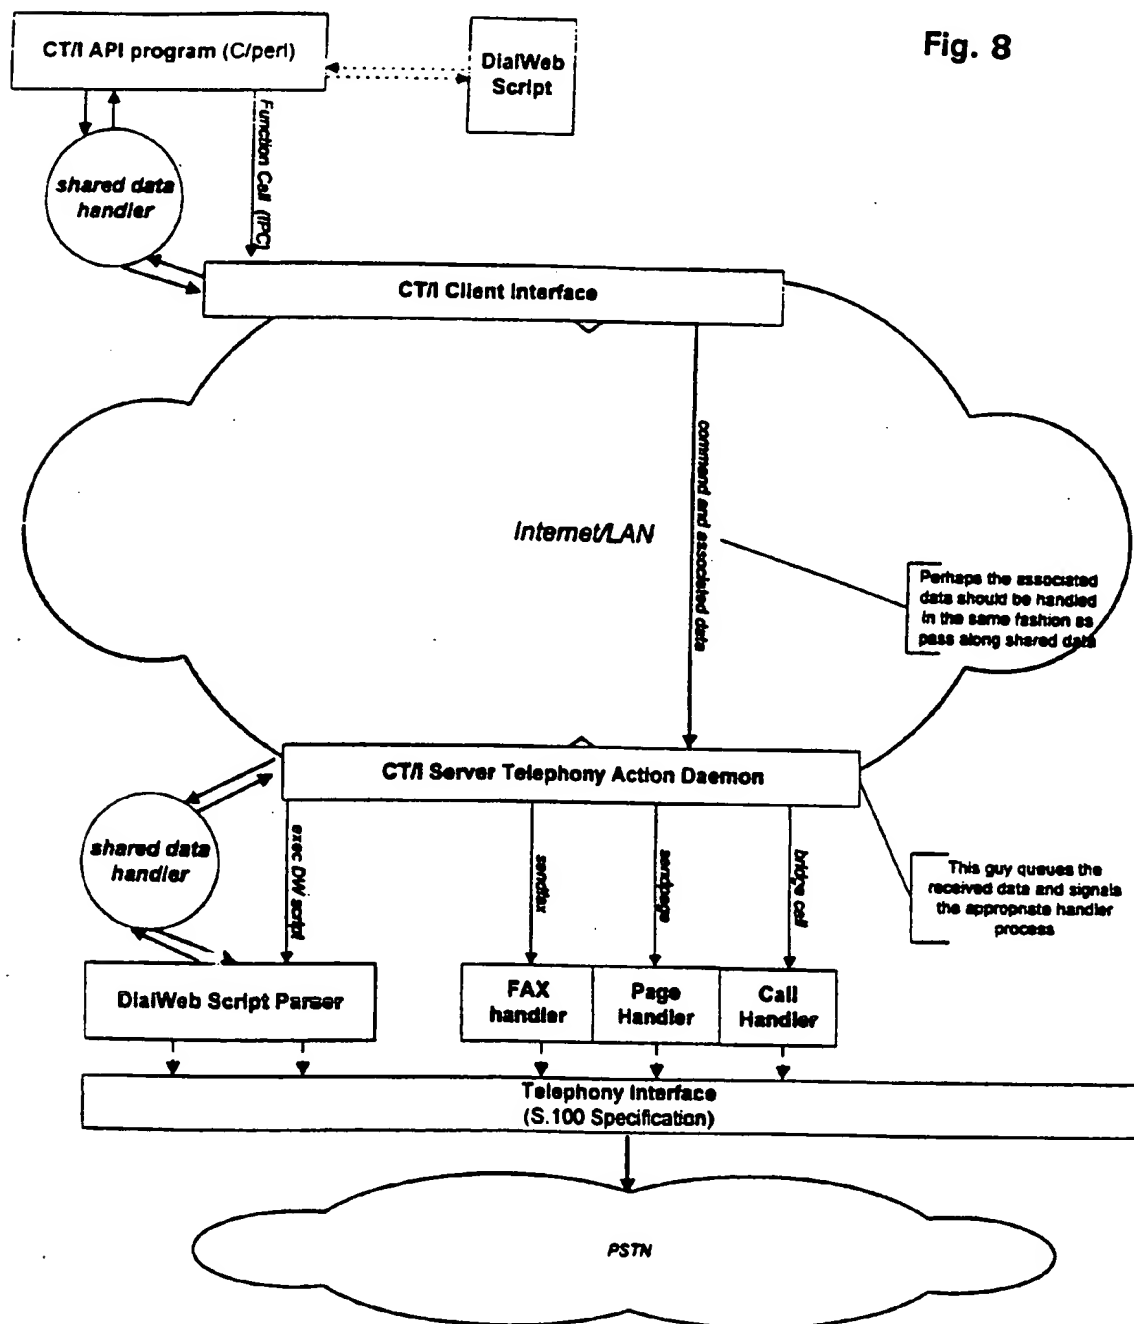 CT/I API program (C/perl)
DialWeb
Script
Fig. 8
Function Call (IPC)
shared data
handler
CT/I Client Interface
command and associated data
Internet/LAN
Perhaps the associated
data should be handled
in the same fashion as
pass along shared data
CT/I Server Telephony Action Daemon
shared data
handler
exec DW script
sendfax
sendpage
bridge call
This guy queues the
received data and signals
the appropriate handler
process
DialWeb Script Parser
FAX
handler
Page
Handler
Call
Handler
Telephony Interface
(S.100 Specification)
PSTN